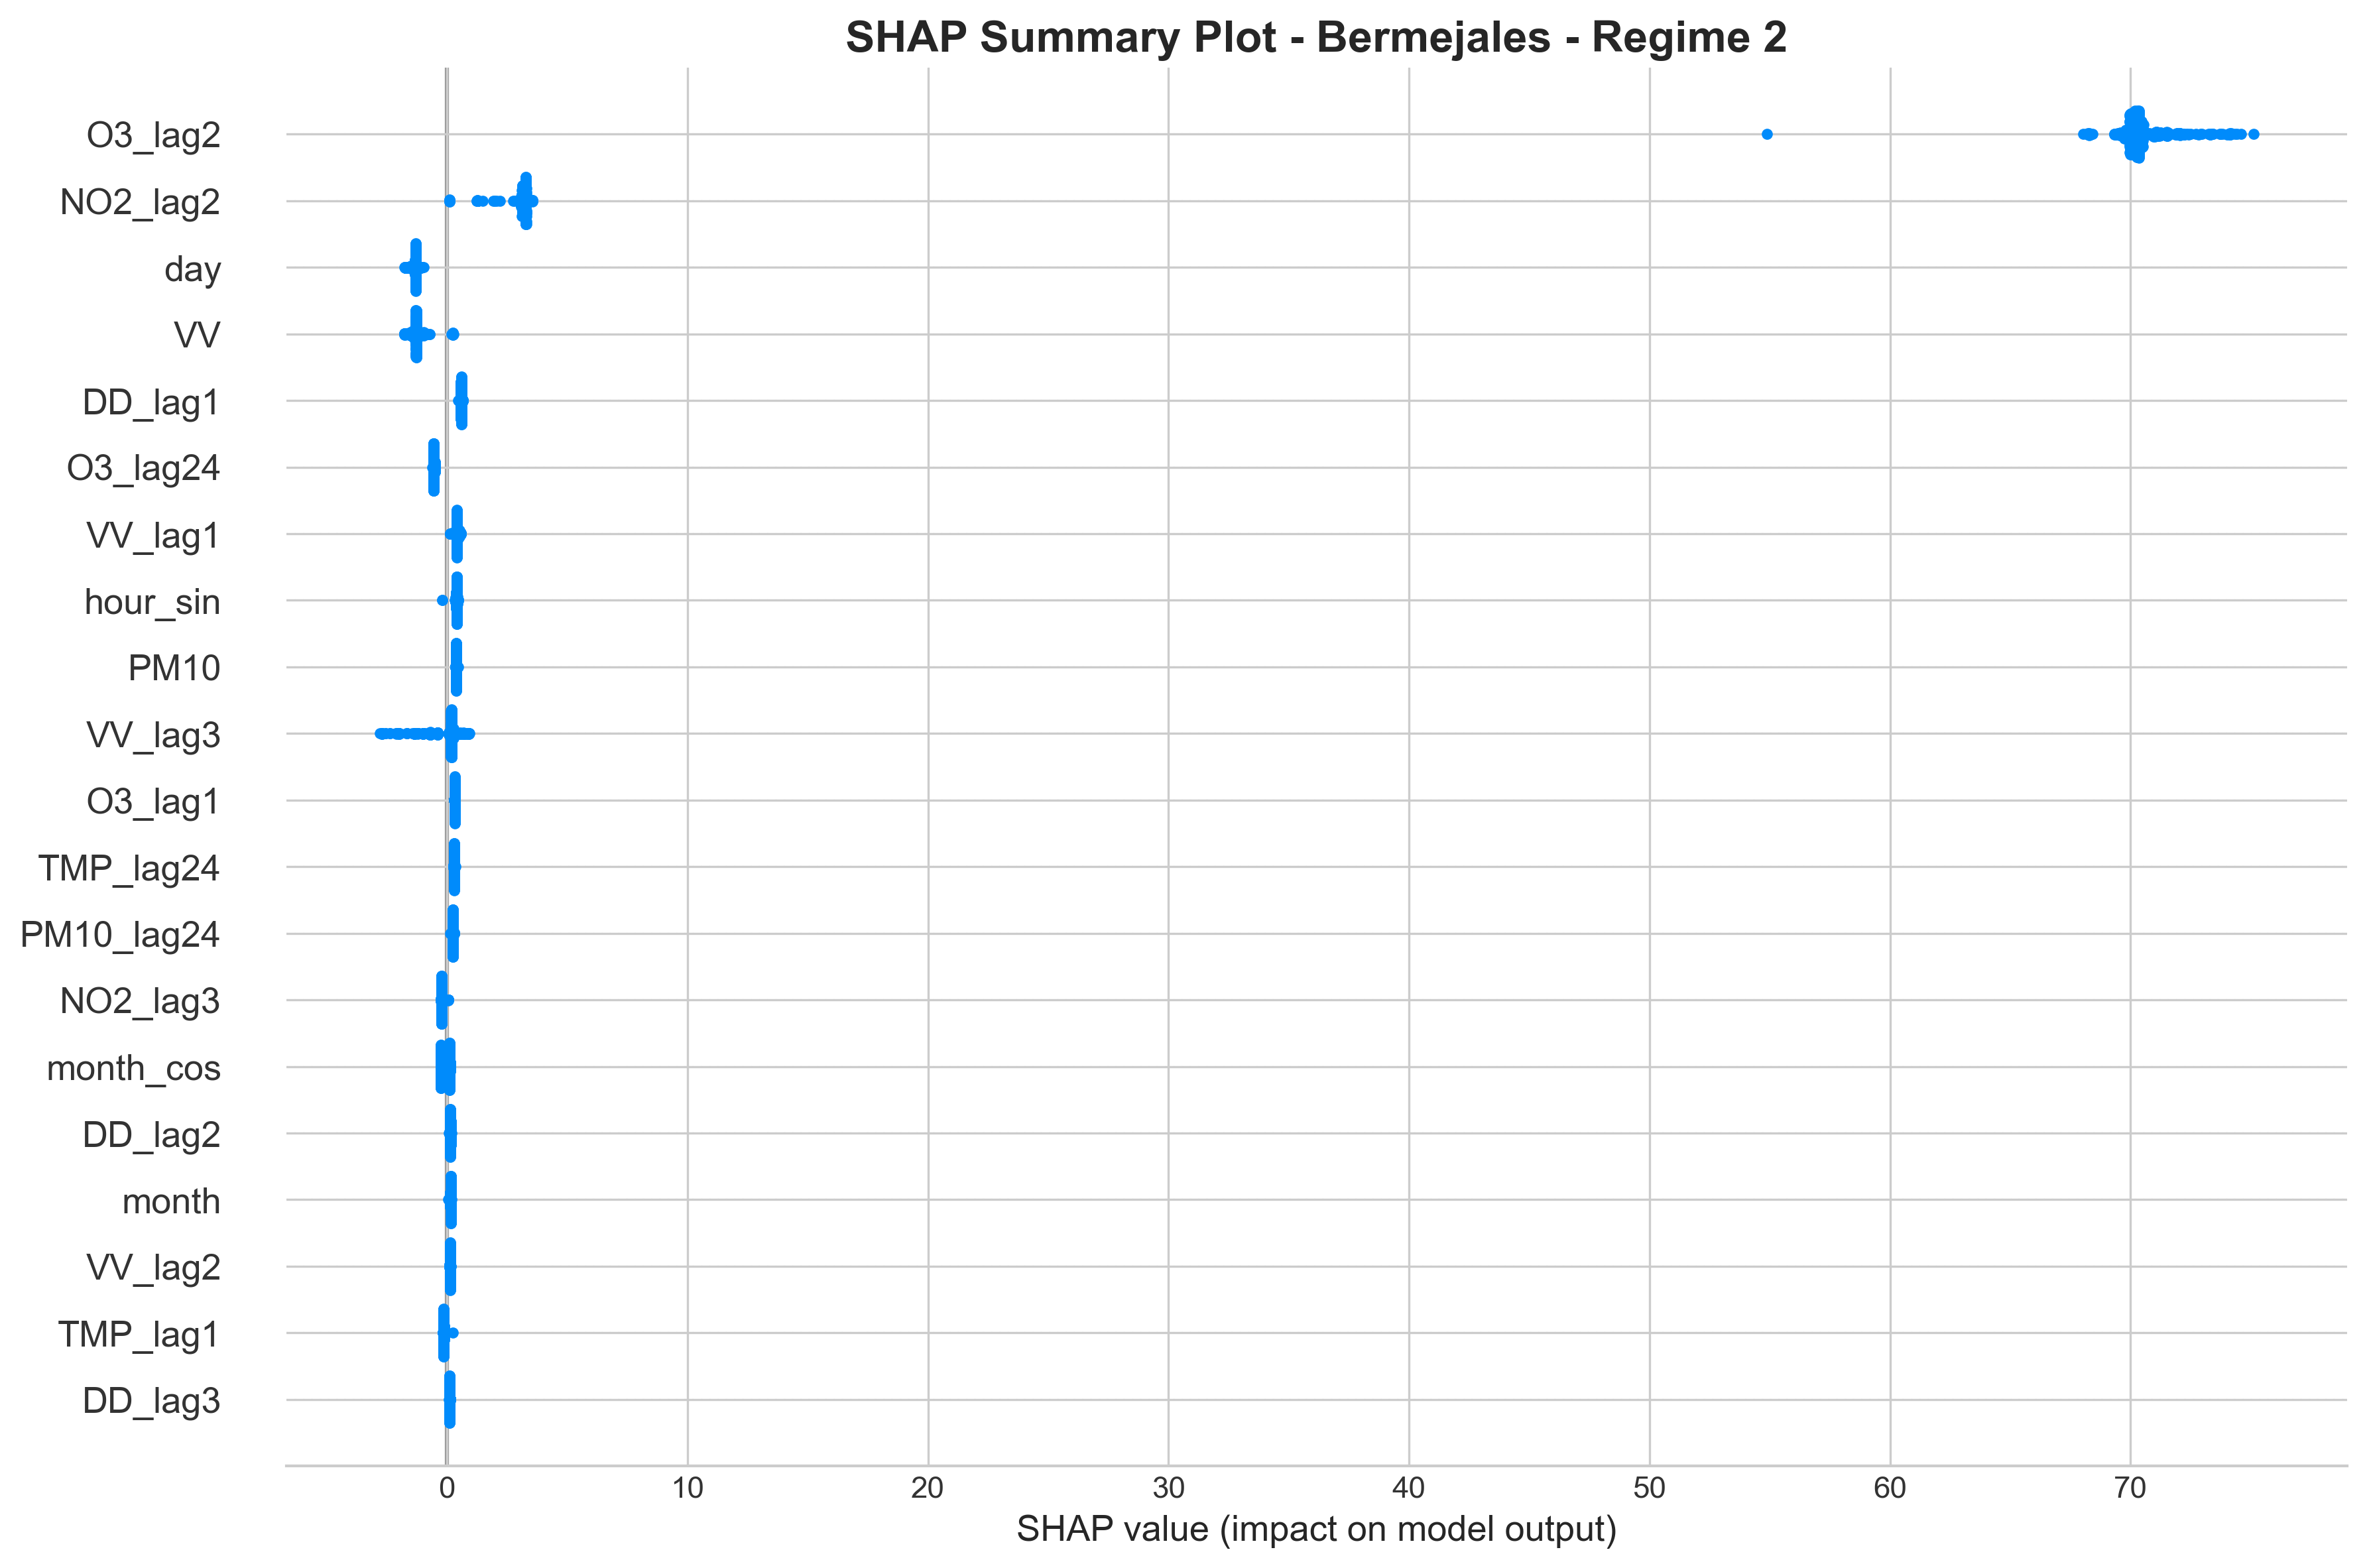 SHAP Summary Plot - Bermejales - Regime 2
O3_lag2
NO2_lag2
day
VV
DD_lag1
O3_lag24
VV_lag1
hour_sin
PM10
VV_lag3
O3_lag1
TMP_lag24
PM10_lag24
NO2_lag3
month_cos
DD_lag2
month
VV_lag2
TMP_lag1
DD_lag3
0 10 20 30 40 50 60 70
SHAP value (impact on model output)